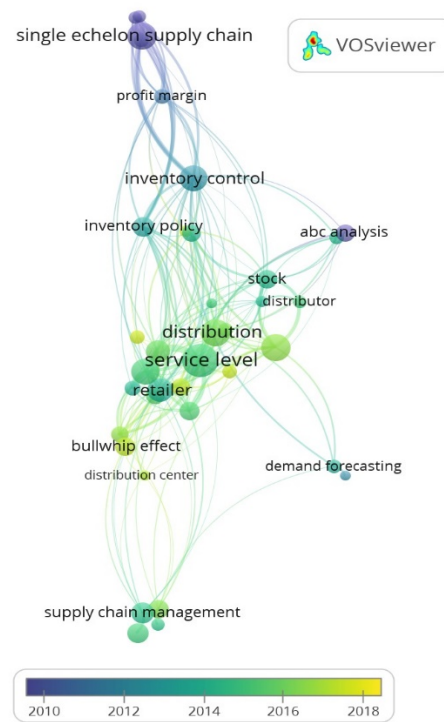 single echelon supply chain
VOSviewer
profit margin
inventory control
inventory policy
abc analysis
stock
distributor
distribution
service level
retailer
bullwhip effect
demand forecasting
distribution center
supply chain management
2010 2012 2014 2016 2018